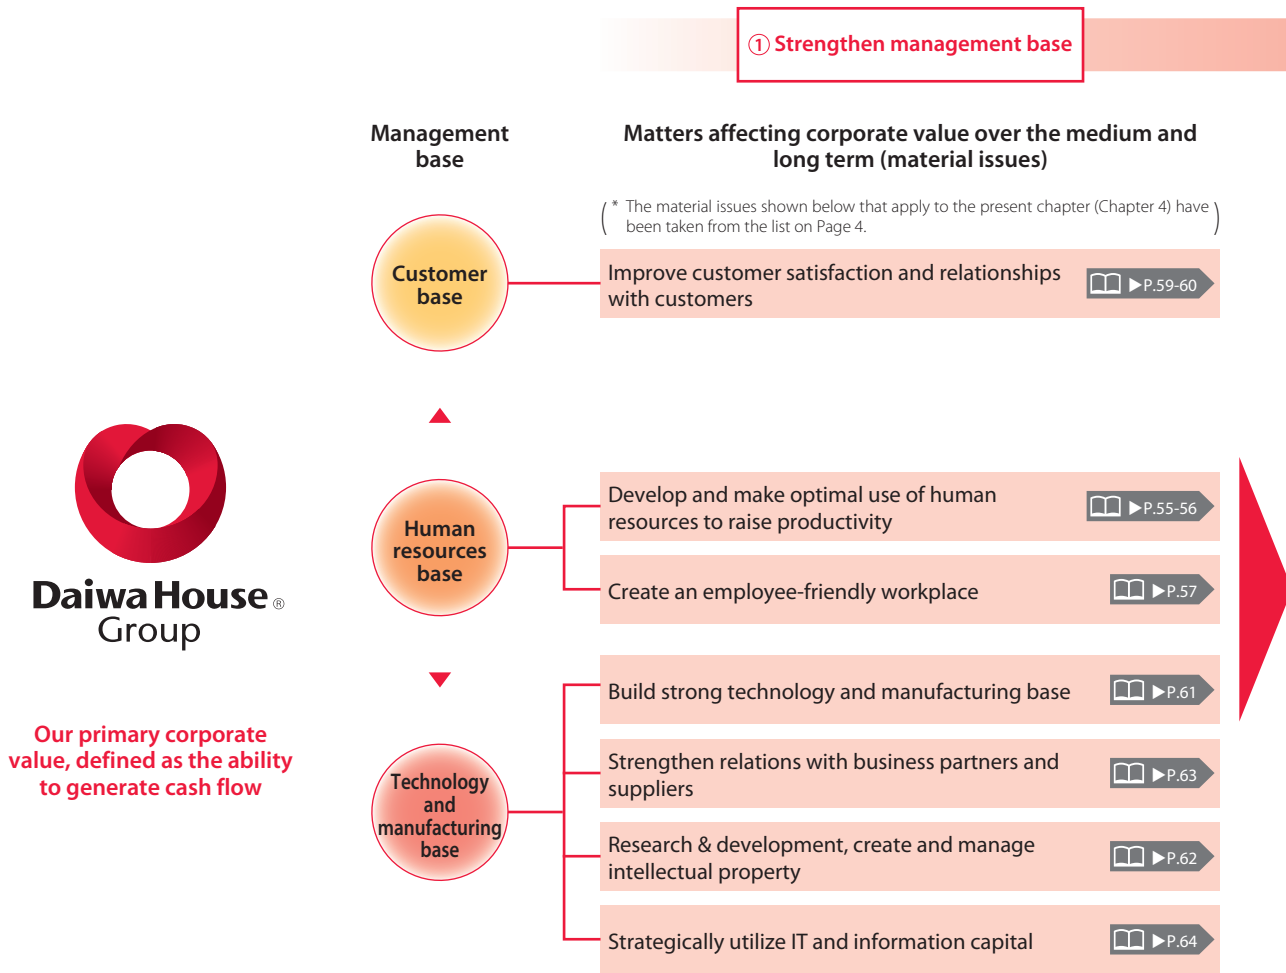 ① Strengthen management base
Management
base
Matters affecting corporate value over the medium and
long term (material issues)
* The material issues shown below that apply to the present chapter (Chapter 4) have
been taken from the list on Page 4.
Customer
base
Improve customer satisfaction and relationships
with customers
▶P.59-60
DaiwaHouse®
Group
Our primary corporate
value, defined as the ability
to generate cash flow
Human
resources
base
Develop and make optimal use of human
resources to raise productivity
▶P.55-56
Create an employee-friendly workplace
▶P.57
Technology
and
manufacturing
base
Build strong technology and manufacturing base
▶P.61
Strengthen relations with business partners and
suppliers
▶P.63
Research & development, create and manage
intellectual property
▶P.62
Strategically utilize IT and information capital
▶P.64